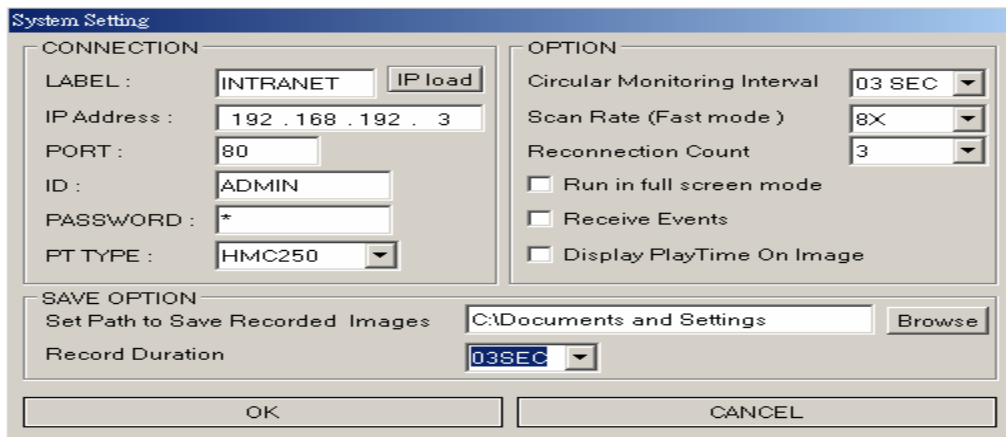 System Setting
CONNECTION
LABEL : INTRANET IP load
IP Address : 192 . 168 . 192 . 3
PORT : 80
ID : ADMIN
PASSWORD : *
PT TYPE : HMC250
OPTION
Circular Monitoring Interval 03 SEC
Scan Rate (Fast mode ) 8X
Reconnection Count 3
Run in full screen mode
Receive Events
Display PlayTime On Image
SAVE OPTION
Set Path to Save Recorded Images C:\Documents and Settings Browse
Record Duration 03SEC
OK CANCEL